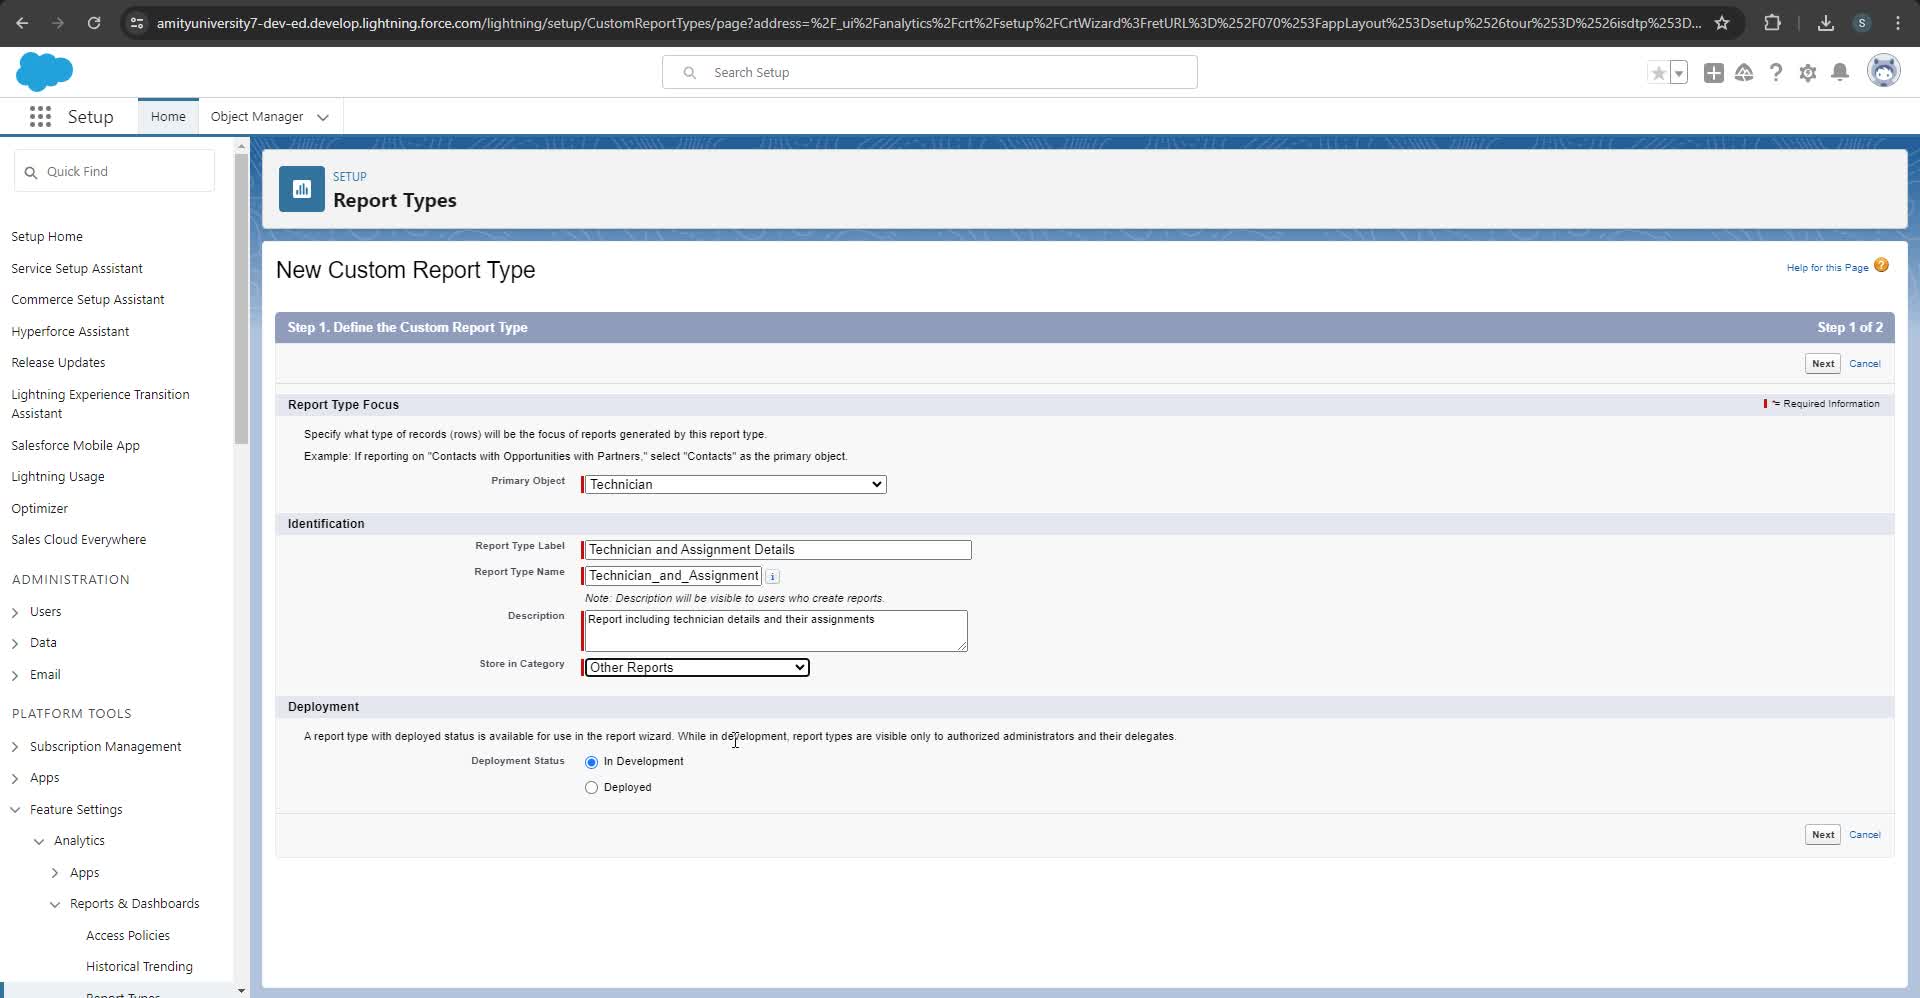 amityuniversity7-dev-ed.develop.lightning.force.com/lightning/setup/CustomReportTypes/page?address=%2F_ui%2Fanalytics%2Fcrt%2Fsetup%2FCrtWizard%3FretURL%3D%252F070%253FappLayout%253Dsetup%2526tour%253D%2526isdtp%253D...
S
Search Setup
Setup
Home
Object Manager
Quick Find
Setup Home
Service Setup Assistant
Commerce Setup Assistant
Hyperforce Assistant
Release Updates
Lightning Experience Transition
Assistant
Salesforce Mobile App
Lightning Usage
Optimizer
Sales Cloud Everywhere
ADMINISTRATION
Users
Data
Email
PLATFORM TOOLS
Subscription Management
Apps
Feature Settings
Analytics
Apps
Reports & Dashboards
Access Policies
Historical Trending
Report Types
SETUP
Report Types
New Custom Report Type
Help for this Page ?
Step 1. Define the Custom Report Type
Step 1 of 2
Next Cancel
Report Type Focus
*= Required Information
Specify what type of records (rows) will be the focus of reports generated by this report type.
Example: If reporting on "Contacts with Opportunities with Partners," select "Contacts" as the primary object.
Primary Object Technician
Identification
Report Type Label Technician and Assignment Details
Report Type Name Technician_and_Assignment i
Note: Description will be visible to users who create reports.
Description Report including technician details and their assignments
Store in Category Other Reports
Deployment
A report type with deployed status is available for use in the report wizard. While in development, report types are visible only to authorized administrators and their delegates.
Deployment Status In Development
Deployed
Next Cancel